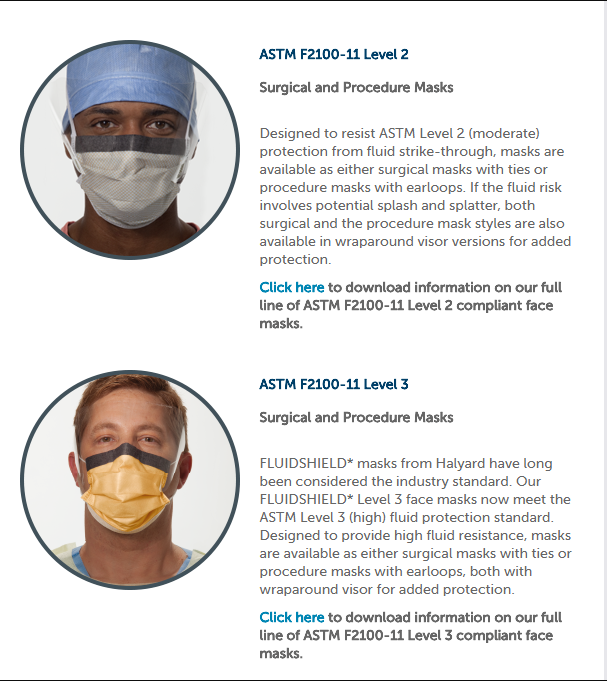 ASTM F2100-11 Level 2
Surgical and Procedure Masks
Designed to resist ASTM Level 2 (moderate)
protection from fluid strike-through, masks are
available as either surgical masks with ties or
procedure masks with earloops. If the fluid risk
involves potential splash and splatter, both
surgical and the procedure mask styles are also
available in wraparound visor versions for added
protection.
Click here to download information on our full
line of ASTM F2100-11 Level 2 compliant face
masks.
ASTM F2100-11 Level 3
Surgical and Procedure Masks
FLUIDSHIELD* masks from Halyard have long
been considered the industry standard. Our
FLUIDSHIELD* Level 3 face masks now meet the
ASTM Level 3 (high) fluid protection standard.
Designed to provide high fluid resistance, masks
are available as either surgical masks with ties or
procedure masks with earloops, both with
wraparound visor for added protection.
Click here to download information on our full
line of ASTM F2100-11 Level 3 compliant face
masks.